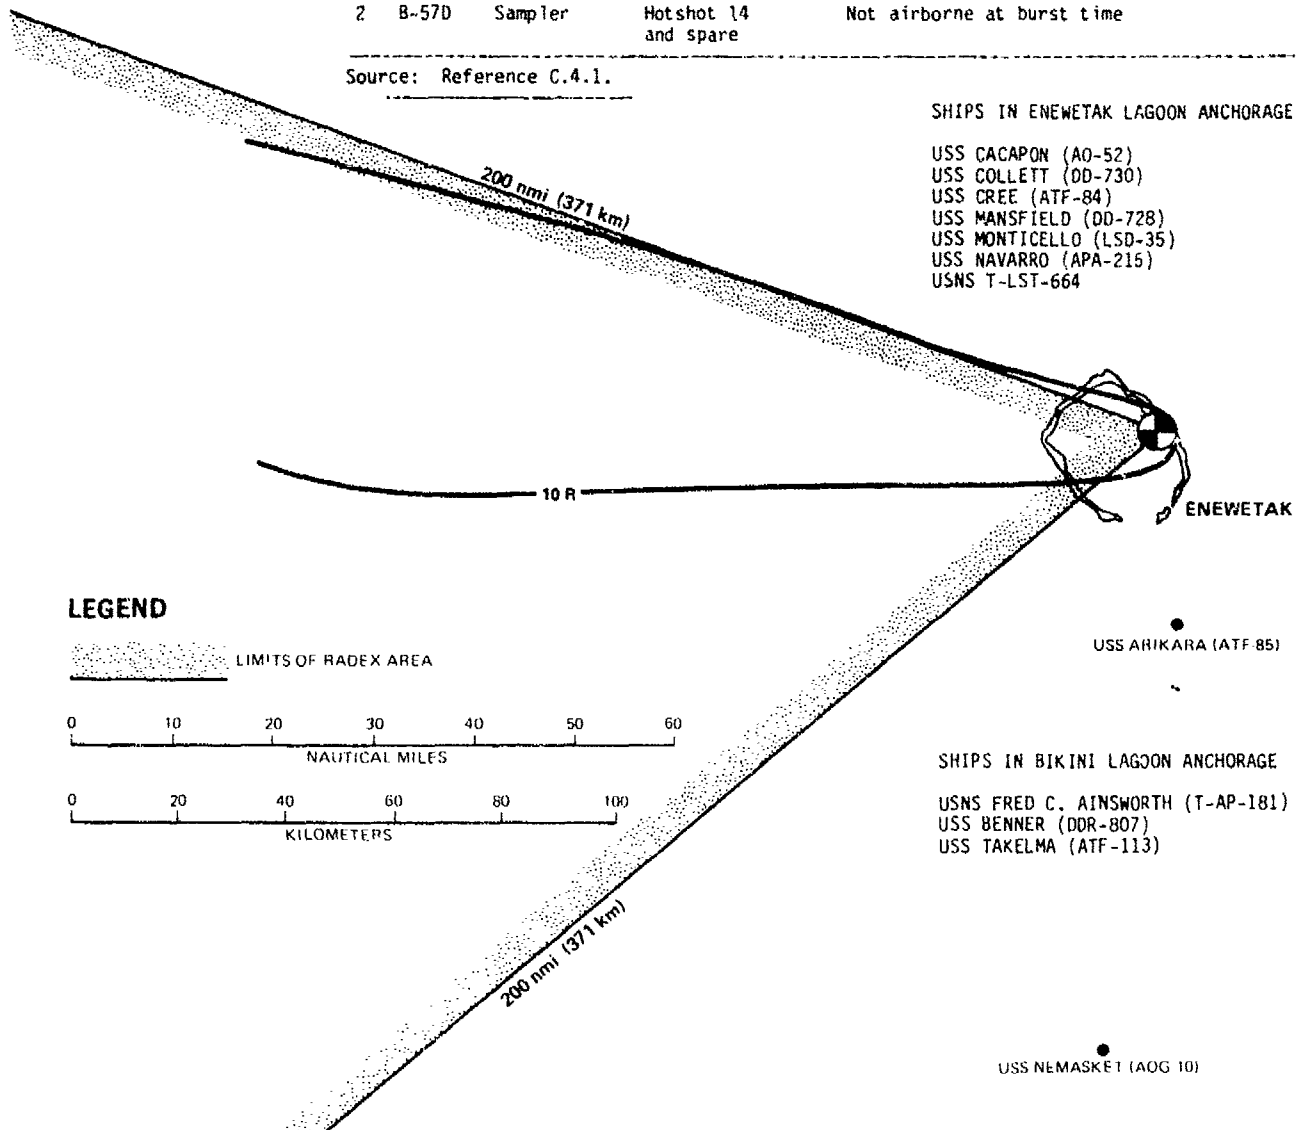 2 B-57D Sampler Hotshot 14 Not airborne at burst time
and spare
Source: Reference C.4.1.
SHIPS IN ENEWETAK LAGOON ANCHORAGE
USS CACAPON (AO-52)
USS COLLETT (DD-730)
USS CREE (ATF-84)
USS MANSFIELD (DD-728)
USS MONTICELLO (LSD-35)
USS NAVARRO (APA-215)
USNS T-LST-664
200 nmi (371 km)
10 R
ENEWETAK
LEGEND
LIMITS OF RADEX AREA
0 10 20 30 40 50 60
NAUTICAL MILES
0 20 40 60 80 100
KILOMETERS
USS ARIKARA (ATF-85)
SHIPS IN BIKINI LAGOON ANCHORAGE
USNS FRED C. AINSWORTH (T-AP-181)
USS BENNER (DDR-807)
USS TAKELMA (ATF-113)
200 nmi (371 km)
USS NEMASKET (AOG 10)